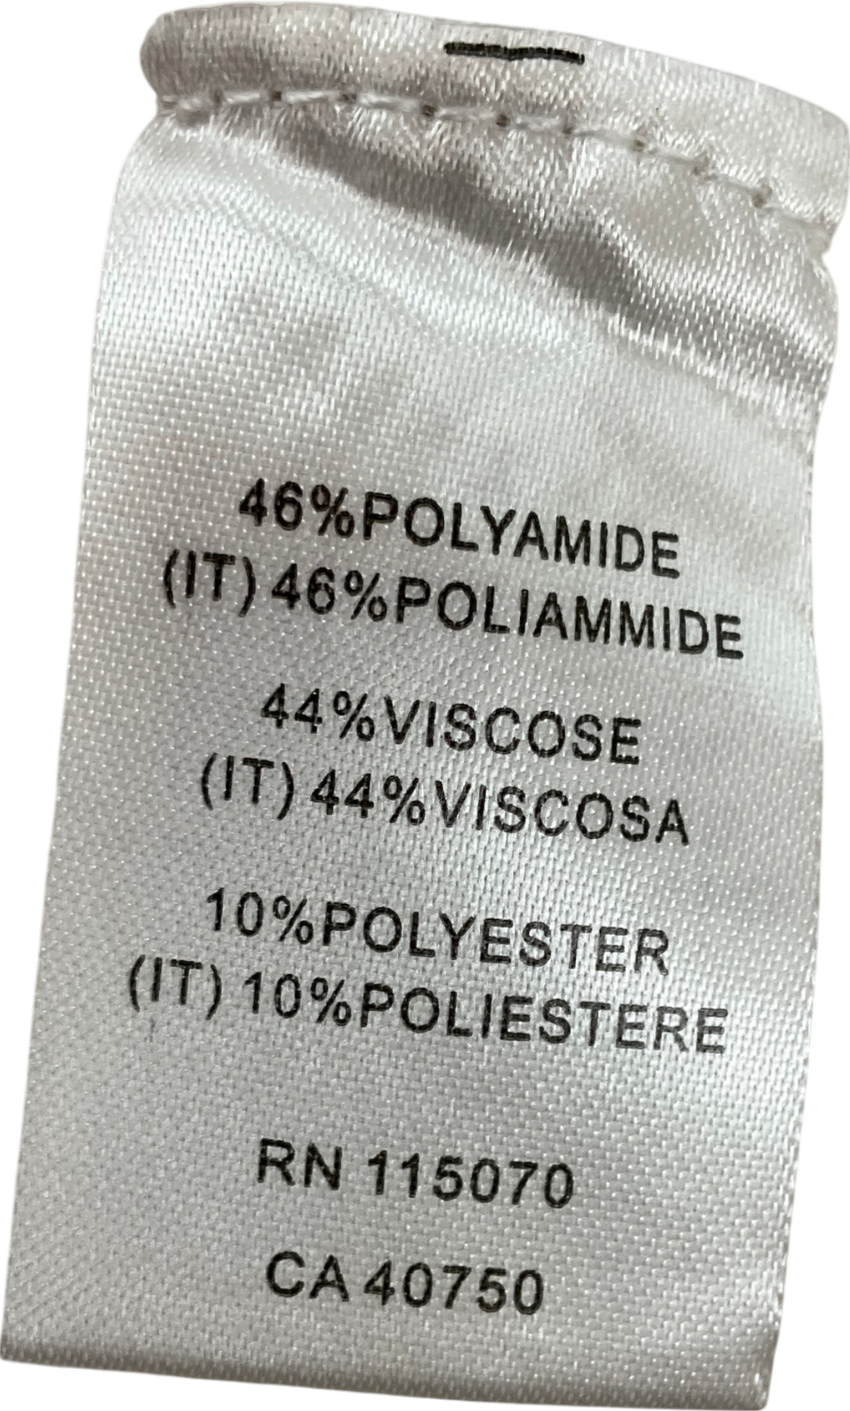 46%POLYAMIDE
(IT) 46%POLIAMMIDE
44%VISCOSE
(IT) 44%VISCOSA
10%POLYESTER
(IT) 10%POLIESTERE
RN 115070
CA 40750